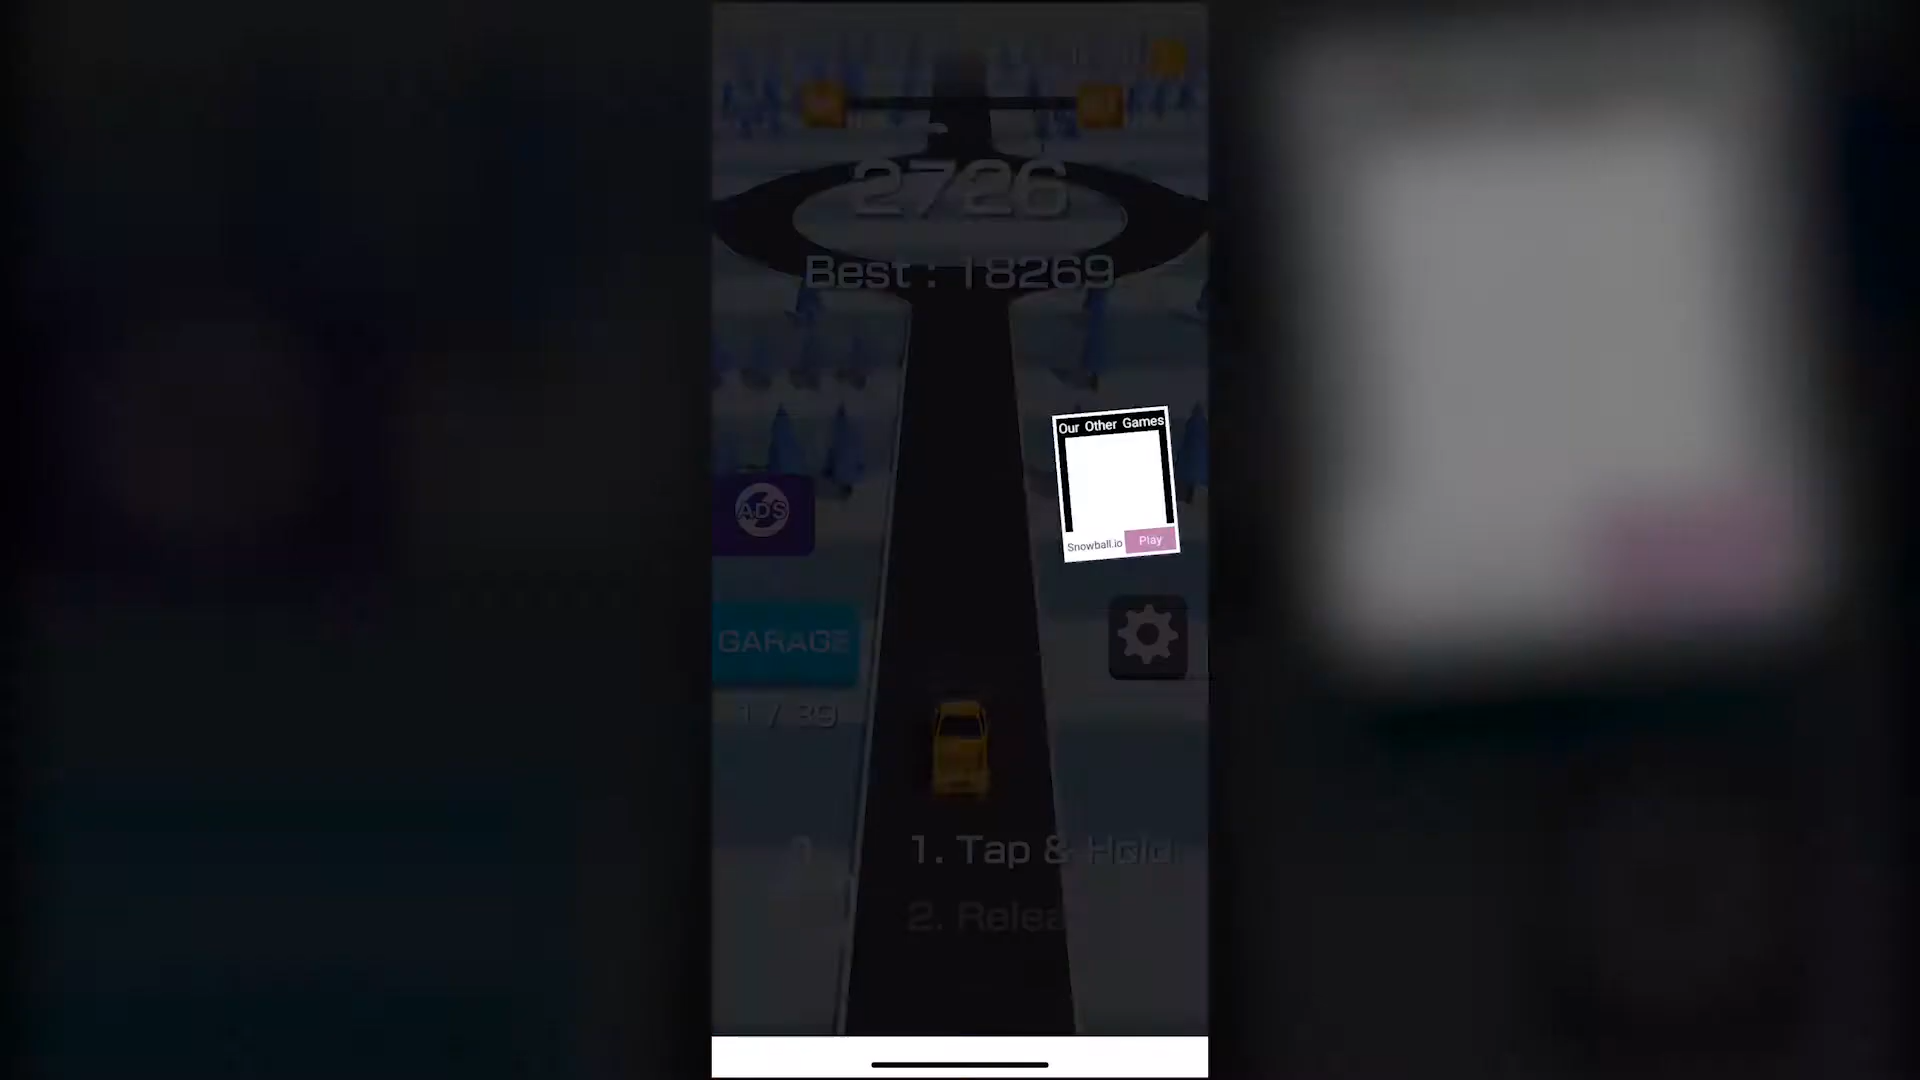 2726
Best : 18269
Our Other Games
Snowball.io
Play
ADS
GARAGE
1 / 39
1. Tap & Hold
2. Relea